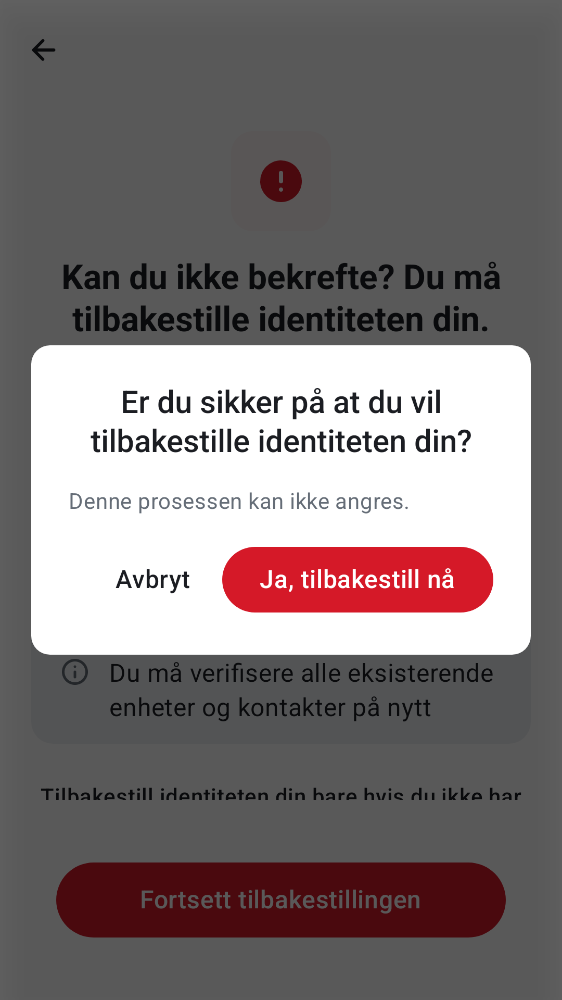 Kan du ikke bekrefte? Du må
tilbakestille identiteten din.
Er du sikker på at du vil
tilbakestille identiteten din?
Denne prosessen kan ikke angres.
Avbryt
Ja, tilbakestill nå
Du må verifisere alle eksisterende
enheter og kontakter på nytt
Tilbakestill identiteten din bare hvis du ikke har
Fortsett tilbakestillingen